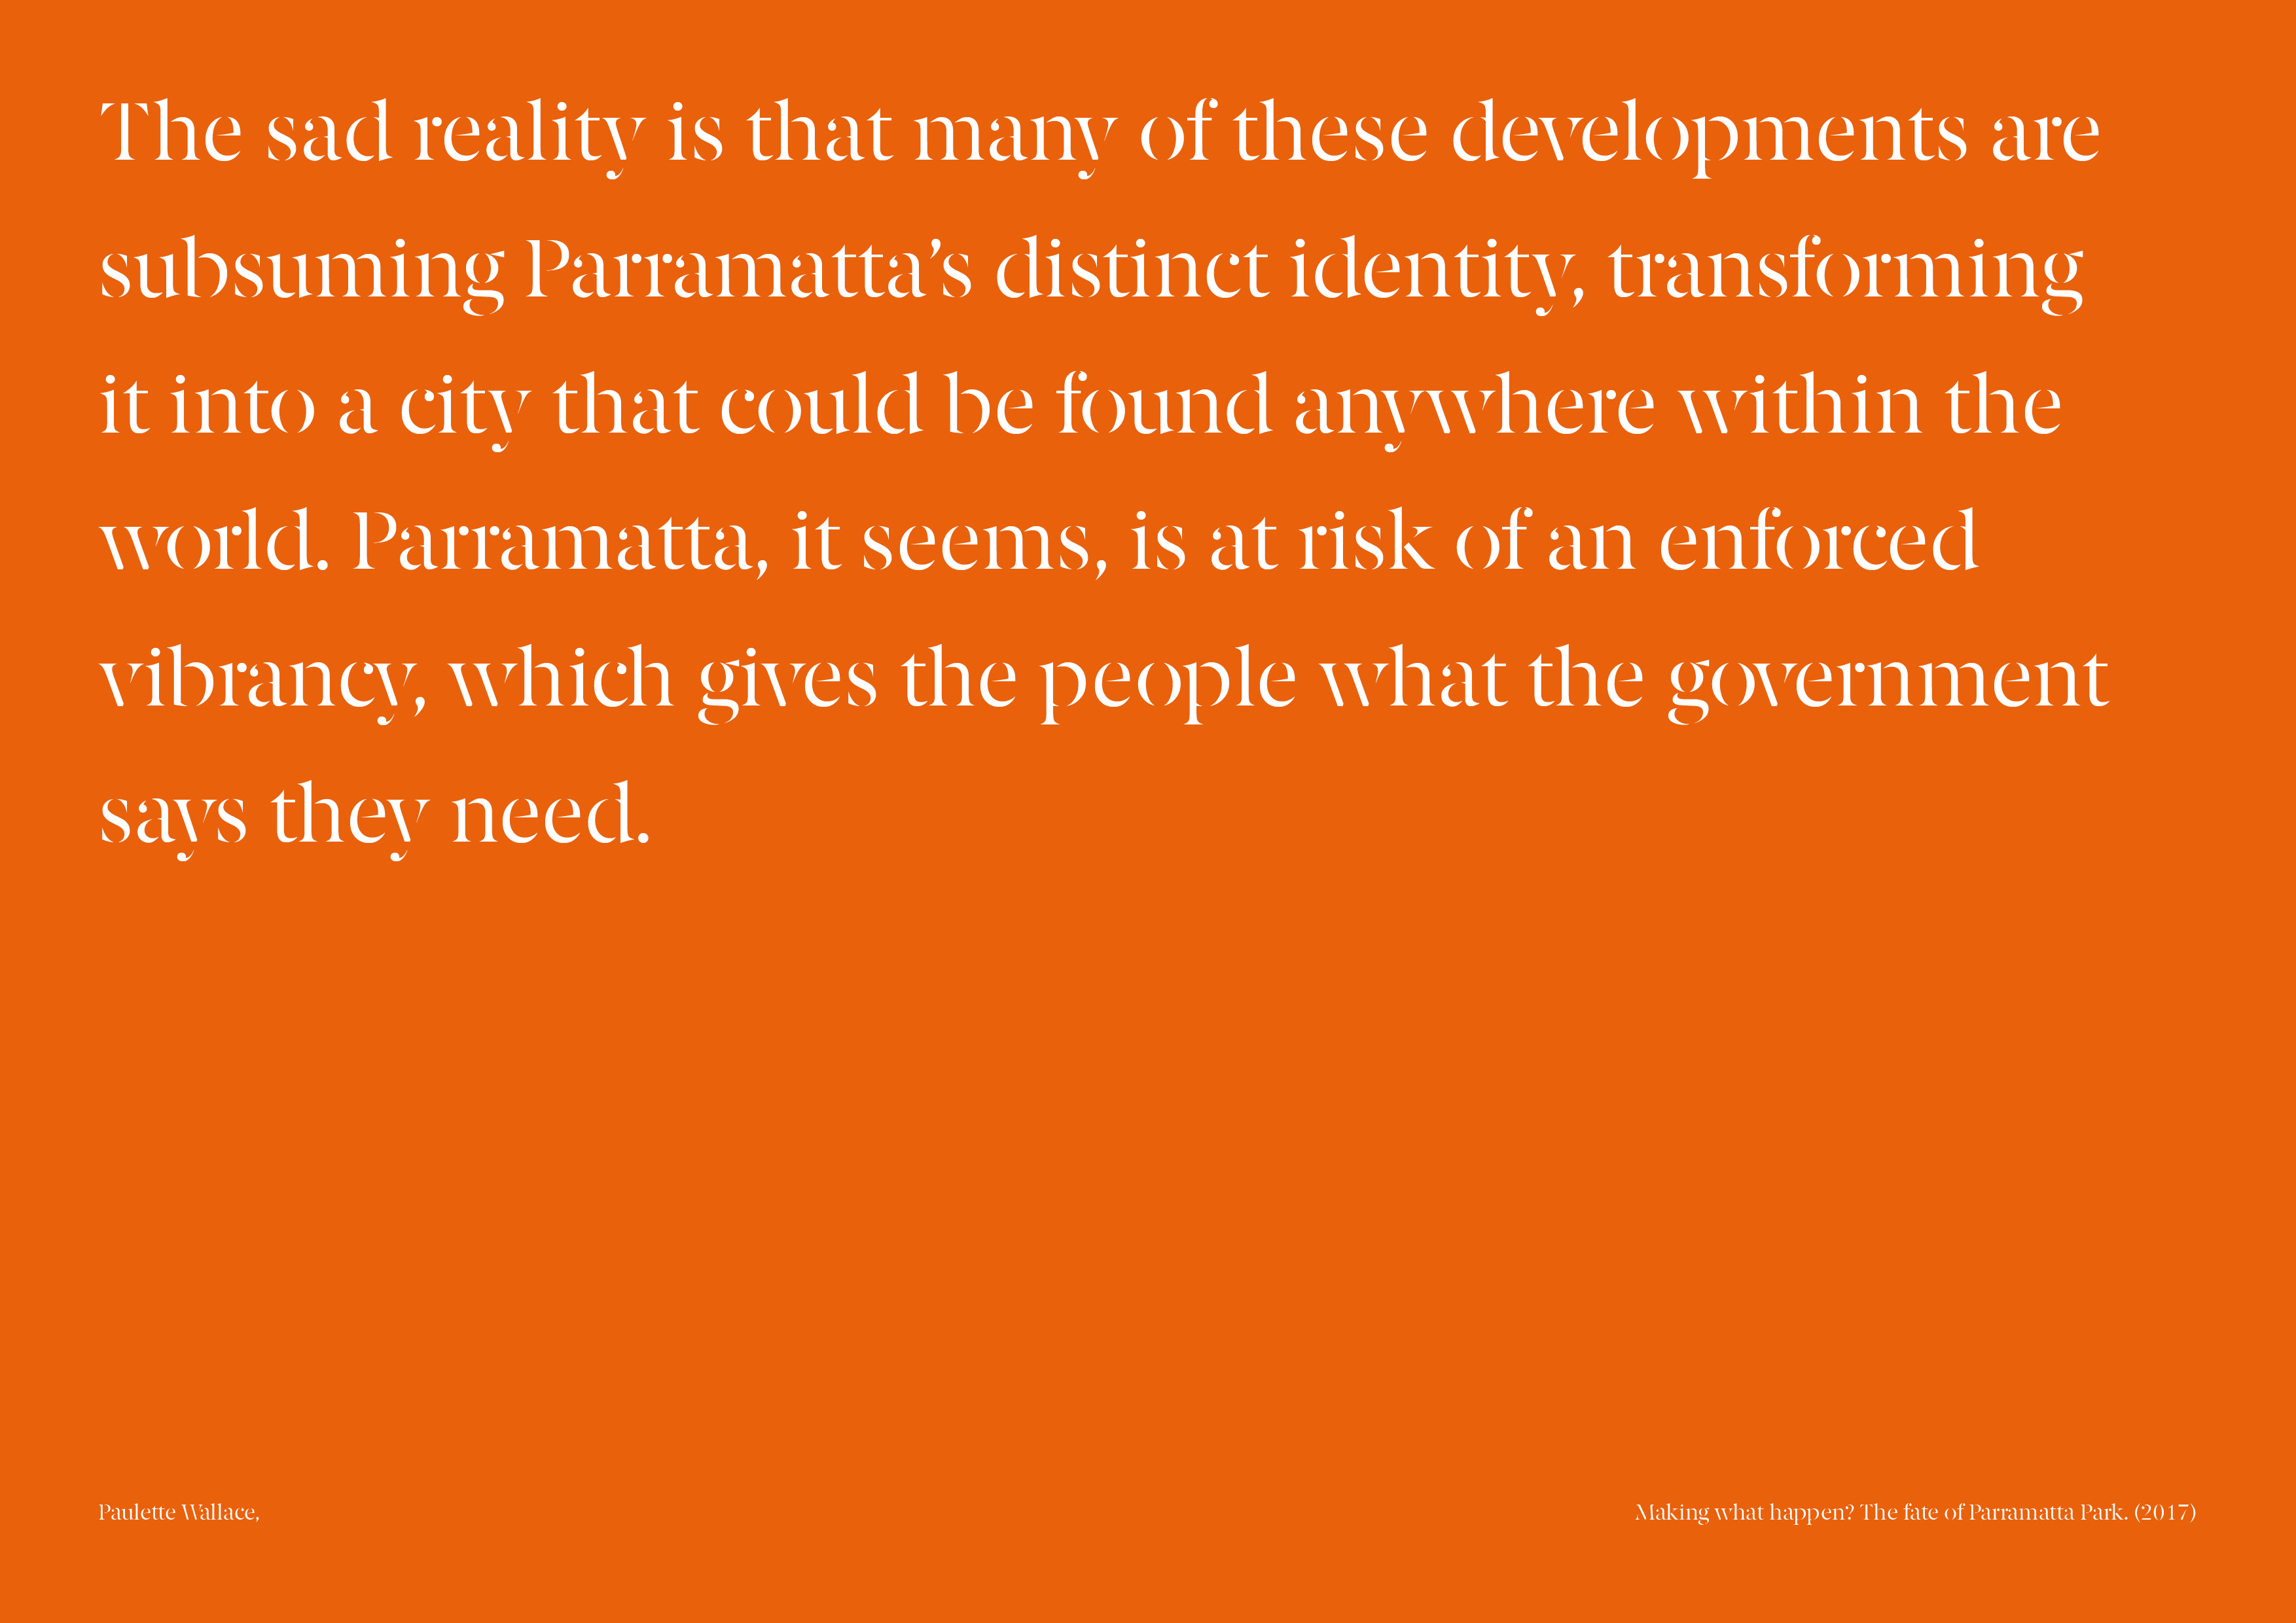 The sad reality is that many of these developments are
subsuming Parramatta’s distinct identity, transforming
it into a city that could be found anywhere within the
world. Parramatta, it seems, is at risk of an enforced
vibrancy, which gives the people what the government
says they need.
Paulette Wallace,
Making what happen? The fate of Parramatta Park. (2017)